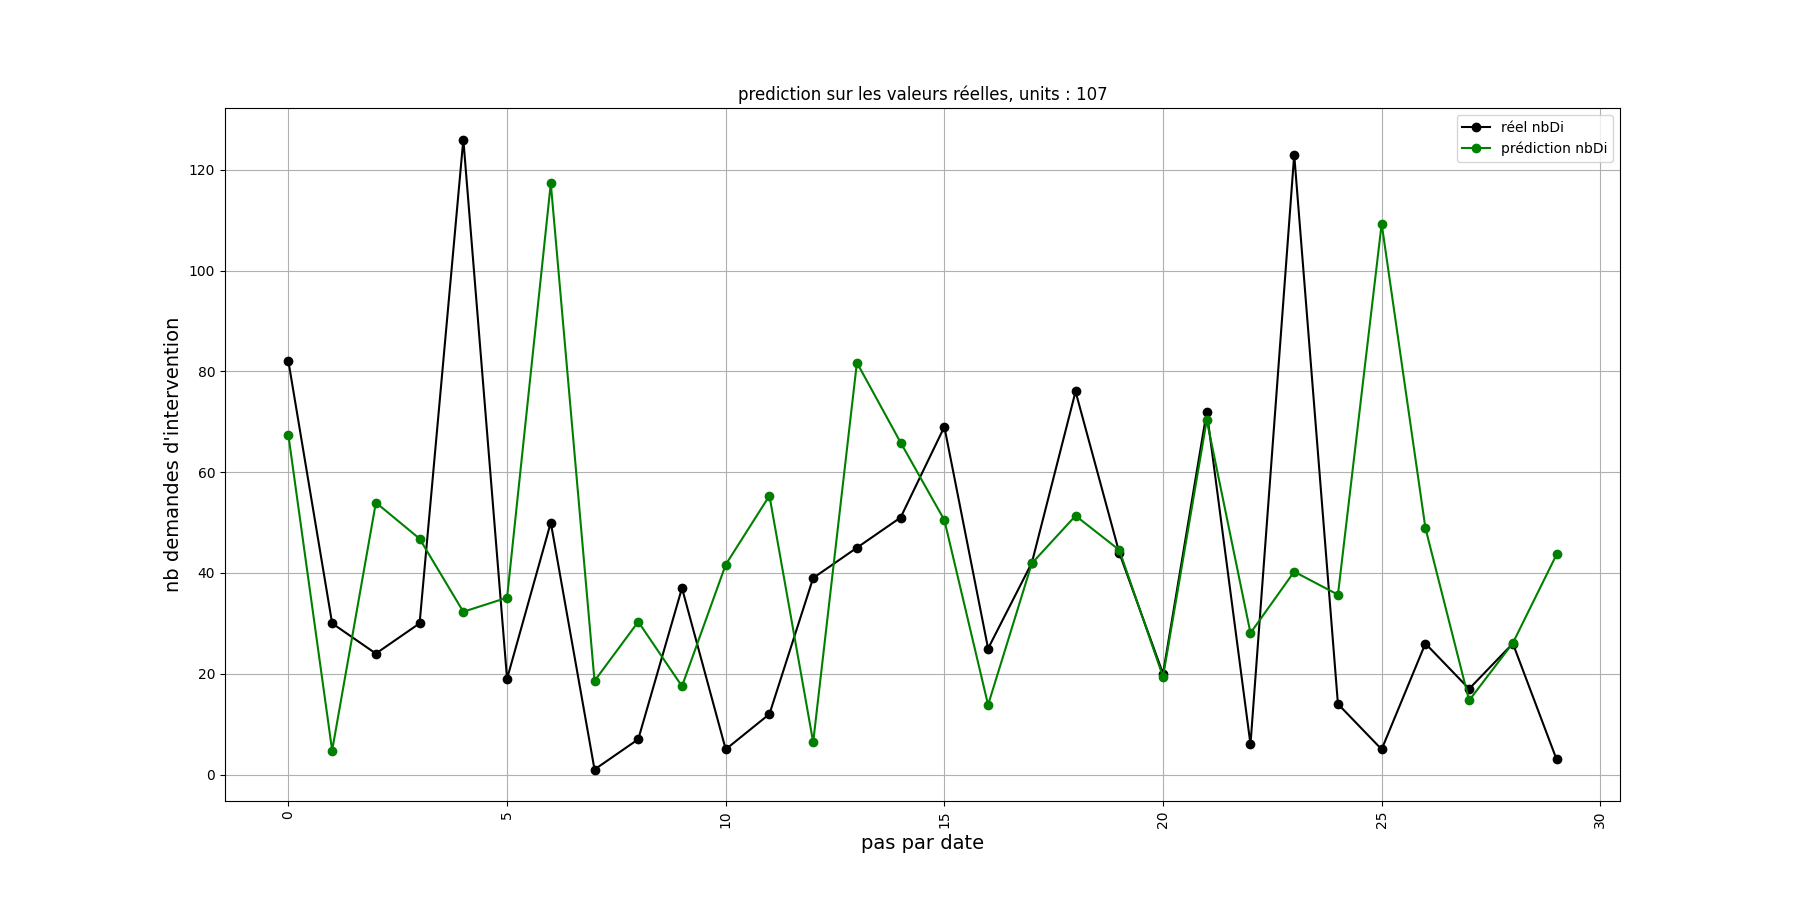 prediction sur les valeurs réelles, units : 107
réel nbDi
prédiction nbDi
nb demandes d'intervention
120
100
80
60
40
20
0
0 5 10 15 20 25 30
pas par date